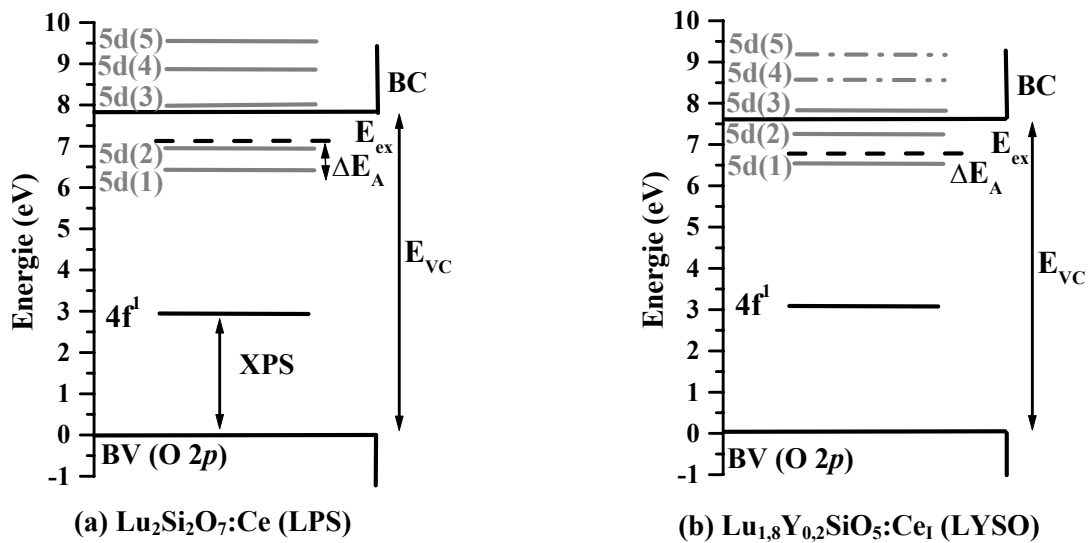 10
9
8
7
6
5
4
3
2
1
0
-1
Energie (eV)
5d(5)
5d(4)
5d(3)
5d(2)
5d(1)
BC
E_ex
ΔE_A
E_VC
4f¹
XPS
BV (O 2p)
(a) Lu₂Si₂O₇:Ce (LPS)
10
9
8
7
6
5
4
3
2
1
0
-1
Energie (eV)
5d(5)
5d(4)
5d(3)
5d(2)
5d(1)
BC
E_ex
ΔE_A
E_VC
4f¹
BV (O 2p)
(b) Lu₁,₈Y₀,₂SiO₅:Ce_I (LYSO)